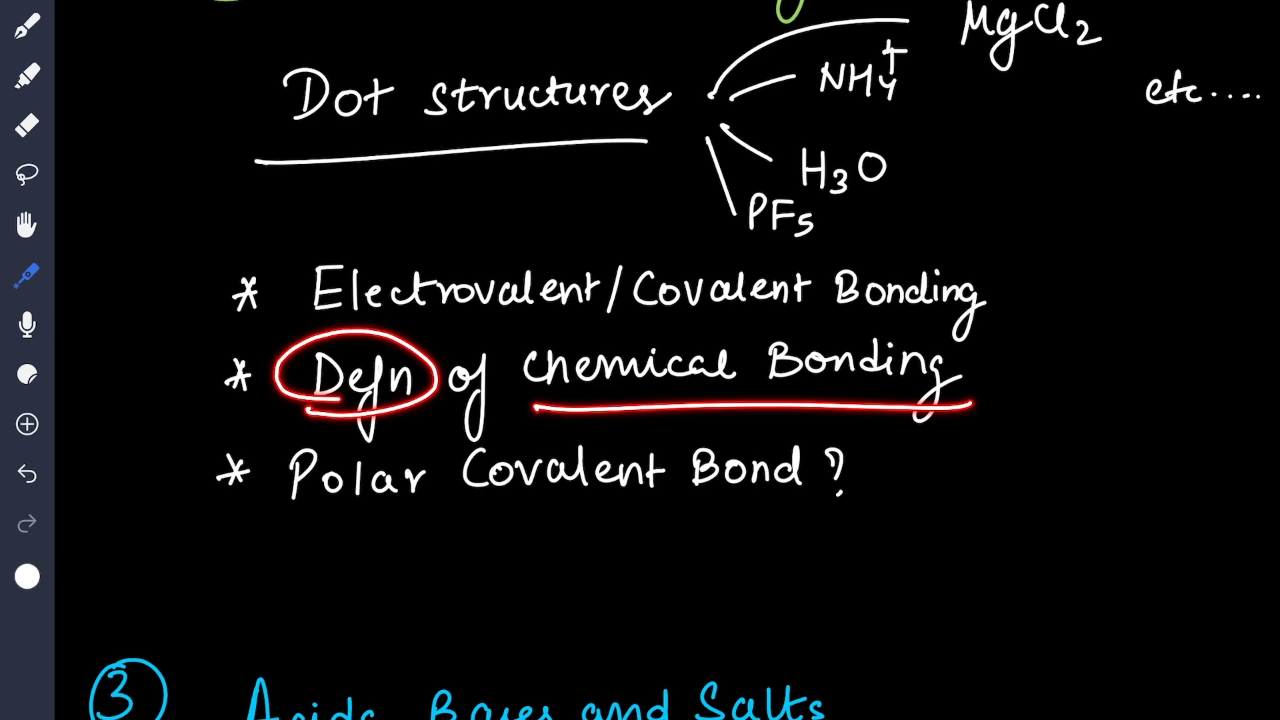 MgCl2
Dot structures
NH4+
etc.....
H3O
PF5
* Electrovalent/Covalent Bonding
* Defn of Chemical Bonding
* Polar Covalent Bond?
3 Acids, Bases and Salts